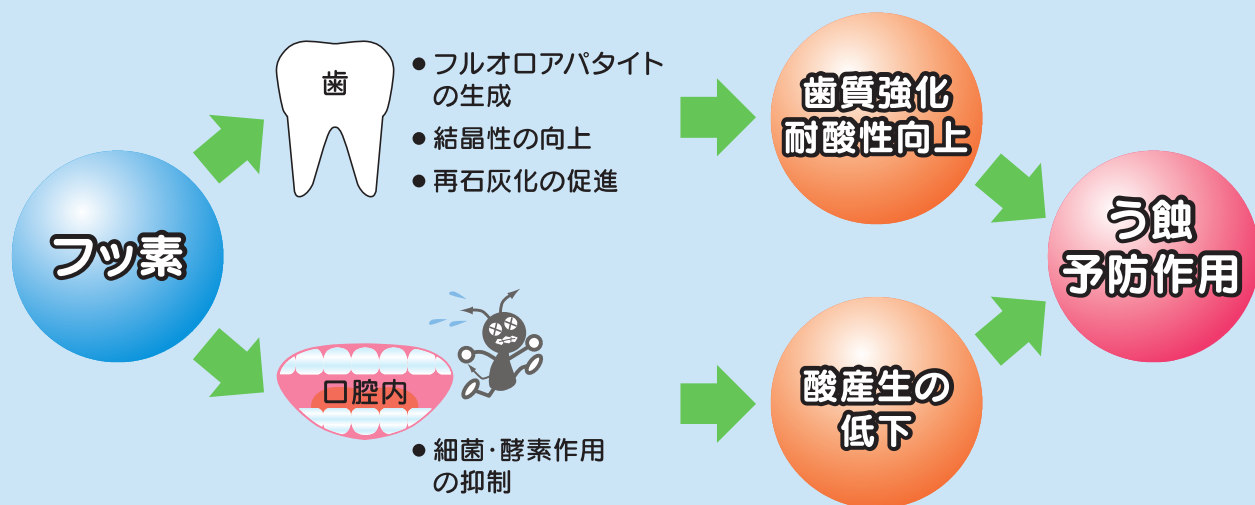 フッ素
歯
● フルオロアパタイト
の生成
● 結晶性の向上
● 再石灰化の促進
歯質強化
耐酸性向上
口腔内
● 細菌・酵素作用
の抑制
酸産生の
低下
う蝕
予防作用